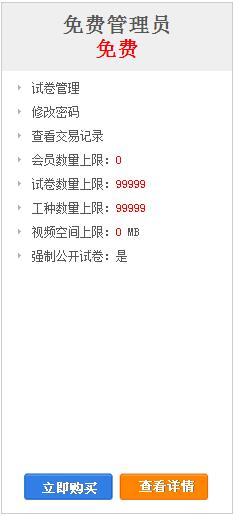 免费管理员
免费
试卷管理
修改密码
查看交易记录
会员数量上限：0
试卷数量上限：99999
工种数量上限：99999
视频空间上限：0 MB
强制公开试卷：是
立即购买
查看详情